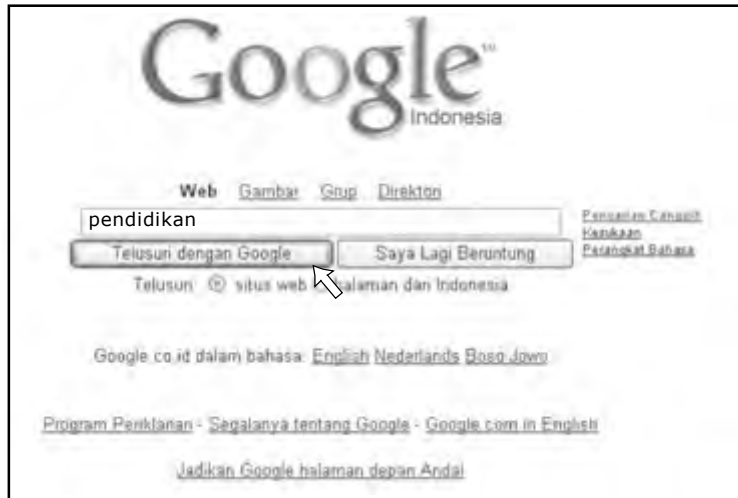 Google™
Indonesia
Web Gambar Grup Direktori
pendidikan
Pencarian Canggih
Kesukaan
Perangkat Bahasa
Telusuri dengan Google Saya Lagi Beruntung
Telusuri: situs web halaman dari Indonesia
Google.co.id dalam bahasa: English Nederlands Boso Jowo
Program Periklanan - Segalanya tentang Google - Google.com in English
Jadikan Google halaman depan Anda!